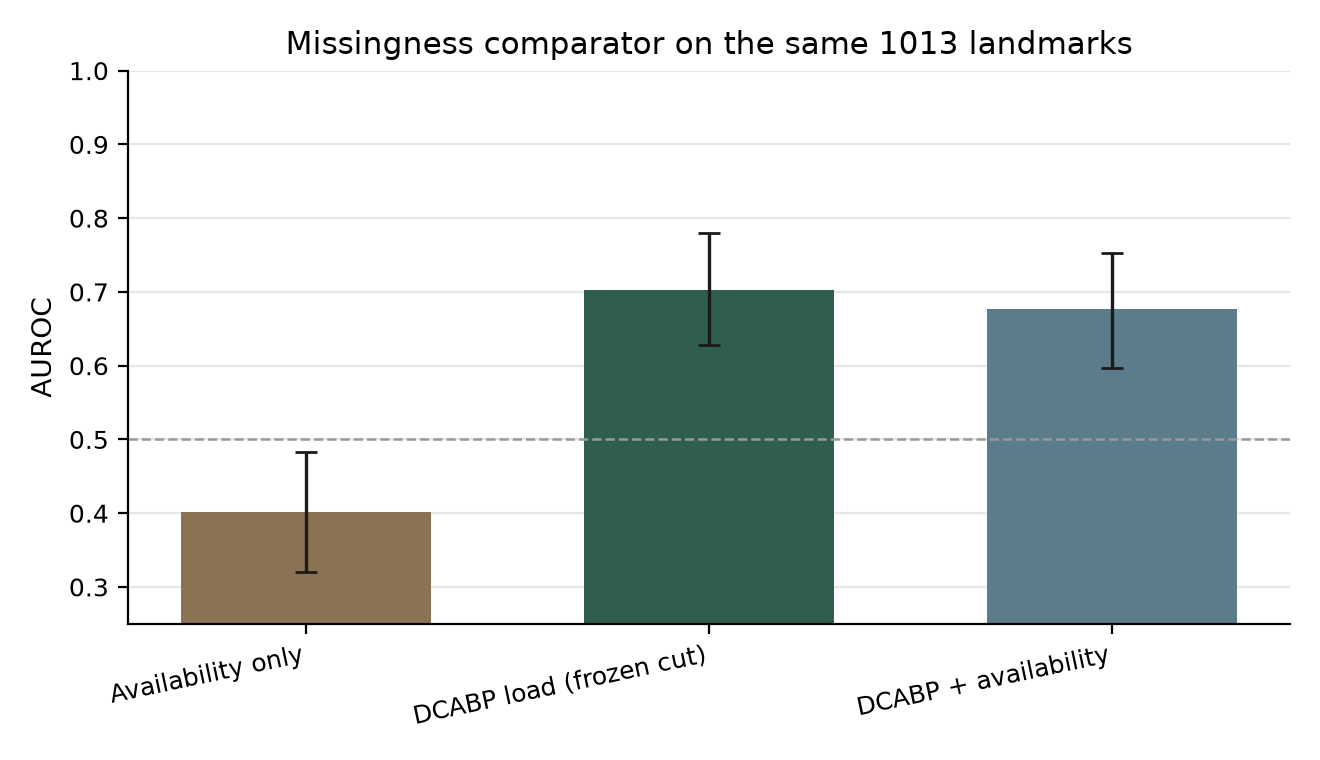 Missingness comparator on the same 1013 landmarks
1.0
0.9
0.8
0.7
0.6
0.5
0.4
0.3
AUROC
Availability only
DCABP load (frozen cut)
DCABP + availability